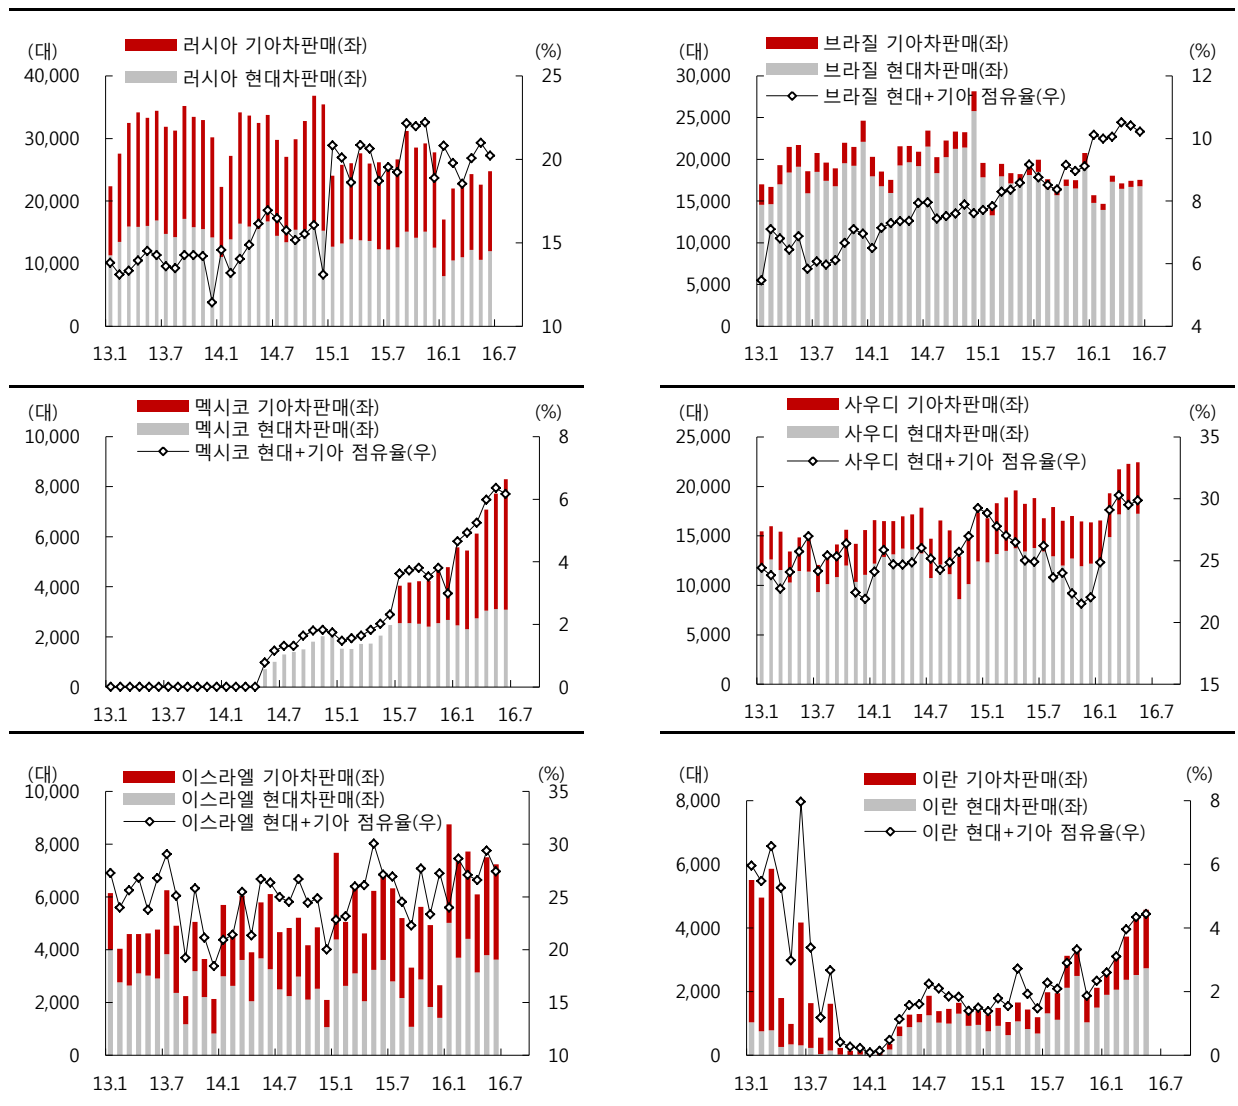 (대)
러시아 기아차판매(좌)
러시아 현대차판매(좌)
(%)
40,000
30,000
20,000
10,000
0
25
20
15
10
13.1 13.7 14.1 14.7 15.1 15.7 16.1 16.7
(대)
브라질 기아차판매(좌)
브라질 현대차판매(좌)
브라질 현대+기아 점유율(우)
(%)
30,000
25,000
20,000
15,000
10,000
5,000
0
12
10
8
6
4
13.1 13.7 14.1 14.7 15.1 15.7 16.1 16.7
(대)
멕시코 기아차판매(좌)
멕시코 현대차판매(좌)
멕시코 현대+기아 점유율(우)
(%)
10,000
8,000
6,000
4,000
2,000
0
8
6
4
2
0
13.1 13.7 14.1 14.7 15.1 15.7 16.1 16.7
(대)
사우디 기아차판매(좌)
사우디 현대차판매(좌)
사우디 현대+기아 점유율(우)
(%)
25,000
20,000
15,000
10,000
5,000
0
35
30
25
20
15
13.1 13.7 14.1 14.7 15.1 15.7 16.1 16.7
(대)
이스라엘 기아차판매(좌)
이스라엘 현대차판매(좌)
이스라엘 현대+기아 점유율(우)
(%)
10,000
8,000
6,000
4,000
2,000
0
35
30
25
20
15
10
13.1 13.7 14.1 14.7 15.1 15.7 16.1 16.7
(대)
이란 기아차판매(좌)
이란 현대차판매(좌)
이란 현대+기아 점유율(우)
(%)
8,000
6,000
4,000
2,000
0
8
6
4
2
0
13.1 13.7 14.1 14.7 15.1 15.7 16.1 16.7